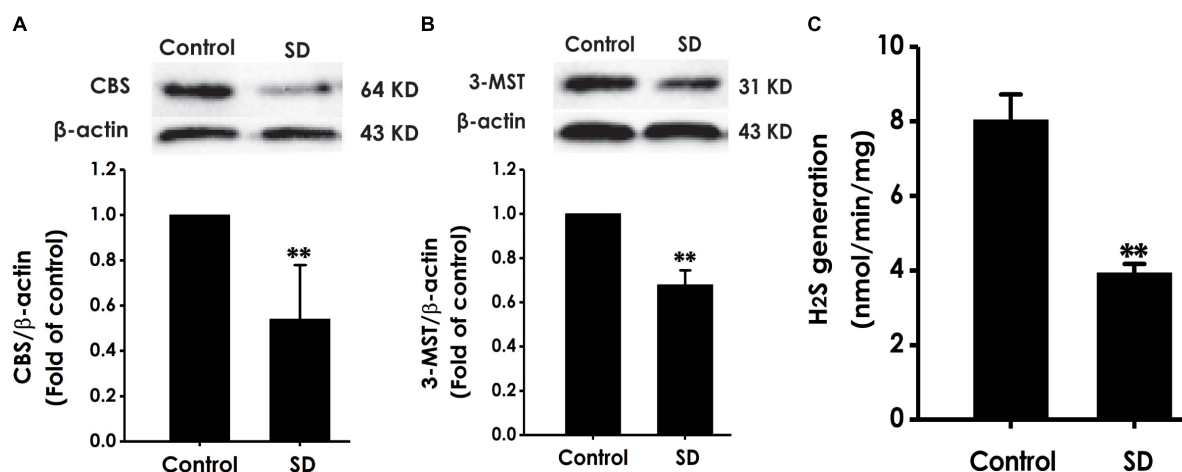 A
Control SD
CBS 64 KD
β-actin 43 KD
1.2
1.0
0.8
0.6
0.4
0.2
0.0
CBS/β-actin
(Fold of control)
**
Control SD
B
Control SD
3-MST 31 KD
β-actin 43 KD
1.2
1.0
0.8
0.6
0.4
0.2
0.0
3-MST/β-actin
(Fold of control)
**
Control SD
C
10
8
6
4
2
0
H2S generation
(nmol/min/mg)
**
Control SD